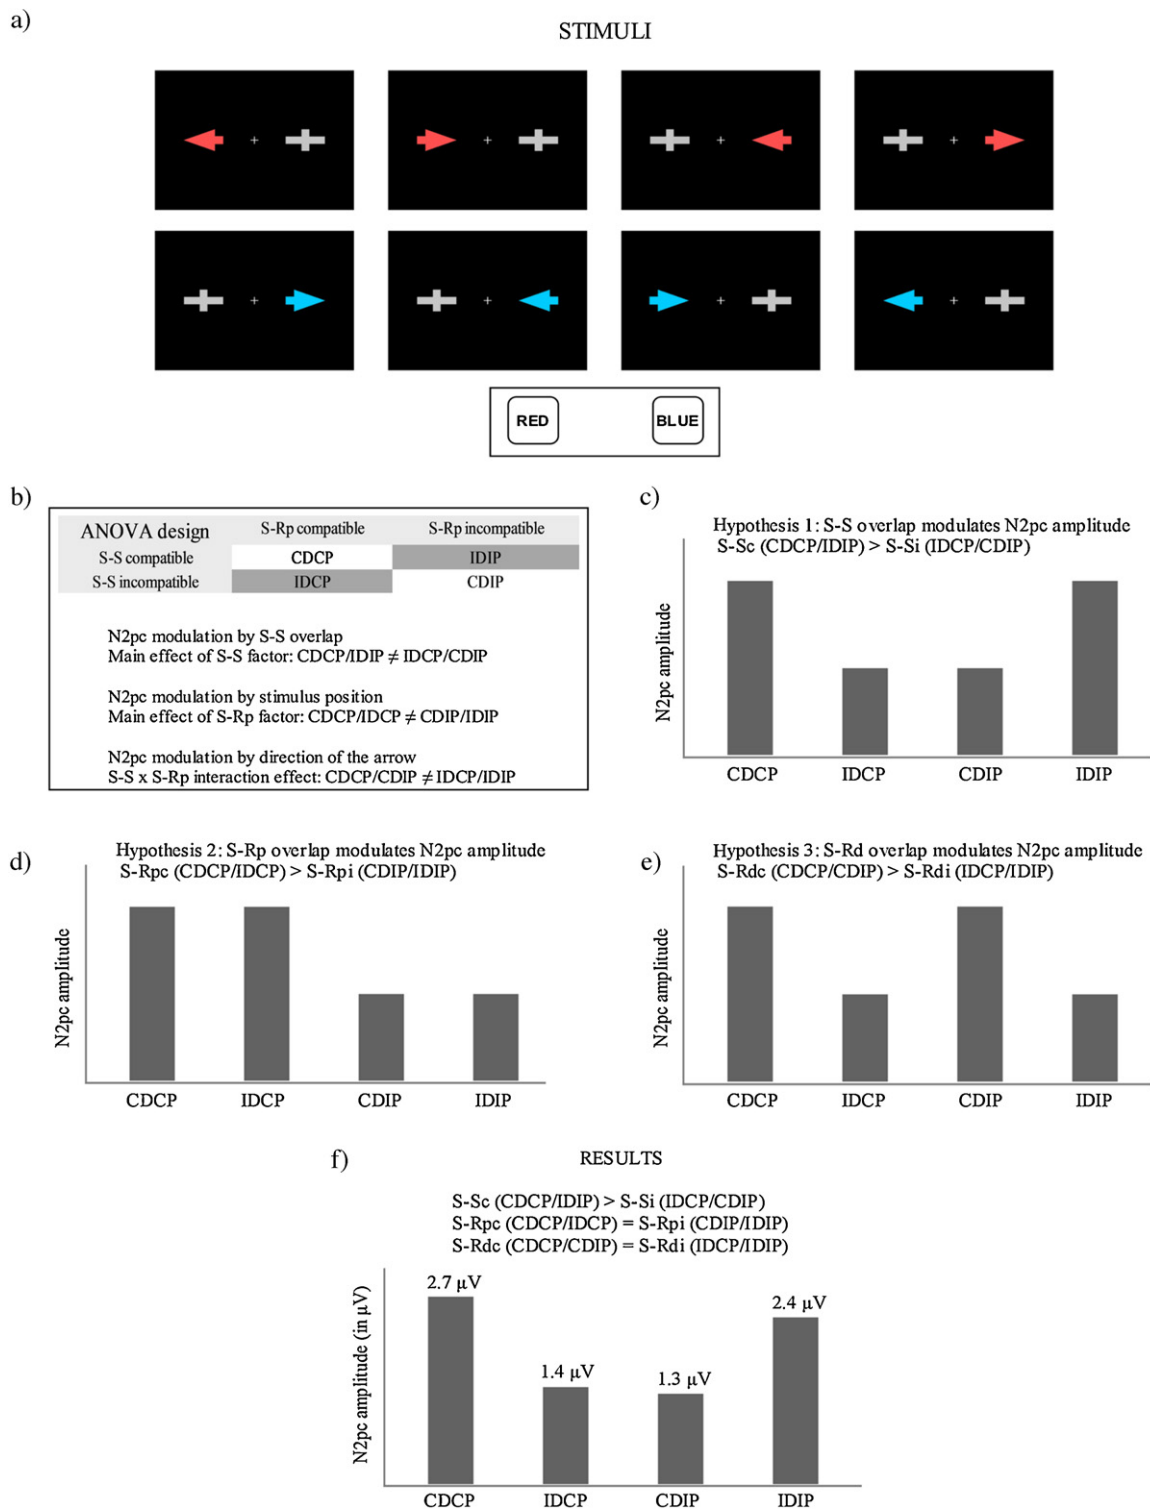 a)
STIMULI
RED
BLUE
b)
ANOVA design
S-Rp compatible
S-Rp incompatible
S-S compatible
CDCP
IDIP
S-S incompatible
IDCP
CDIP
N2pc modulation by S-S overlap
Main effect of S-S factor: CDCP/IDIP ≠ IDCP/CDIP
N2pc modulation by stimulus position
Main effect of S-Rp factor: CDCP/IDCP ≠ CDIP/IDIP
N2pc modulation by direction of the arrow
S-S x S-Rp interaction effect: CDCP/CDIP ≠ IDCP/IDIP
c)
Hypothesis 1: S-S overlap modulates N2pc amplitude
S-Sc (CDCP/IDIP) > S-Si (IDCP/CDIP)
N2pc amplitude
CDCP
IDCP
CDIP
IDIP
d)
Hypothesis 2: S-Rp overlap modulates N2pc amplitude
S-Rpc (CDCP/IDCP) > S-Rpi (CDIP/IDIP)
N2pc amplitude
CDCP
IDCP
CDIP
IDIP
e)
Hypothesis 3: S-Rd overlap modulates N2pc amplitude
S-Rdc (CDCP/CDIP) > S-Rdi (IDCP/IDIP)
N2pc amplitude
CDCP
IDCP
CDIP
IDIP
f)
RESULTS
S-Sc (CDCP/IDIP) > S-Si (IDCP/CDIP)
S-Rpc (CDCP/IDCP) = S-Rpi (CDIP/IDIP)
S-Rdc (CDCP/CDIP) = S-Rdi (IDCP/IDIP)
N2pc amplitude (in µV)
2.7 µV
1.4 µV
1.3 µV
2.4 µV
CDCP
IDCP
CDIP
IDIP